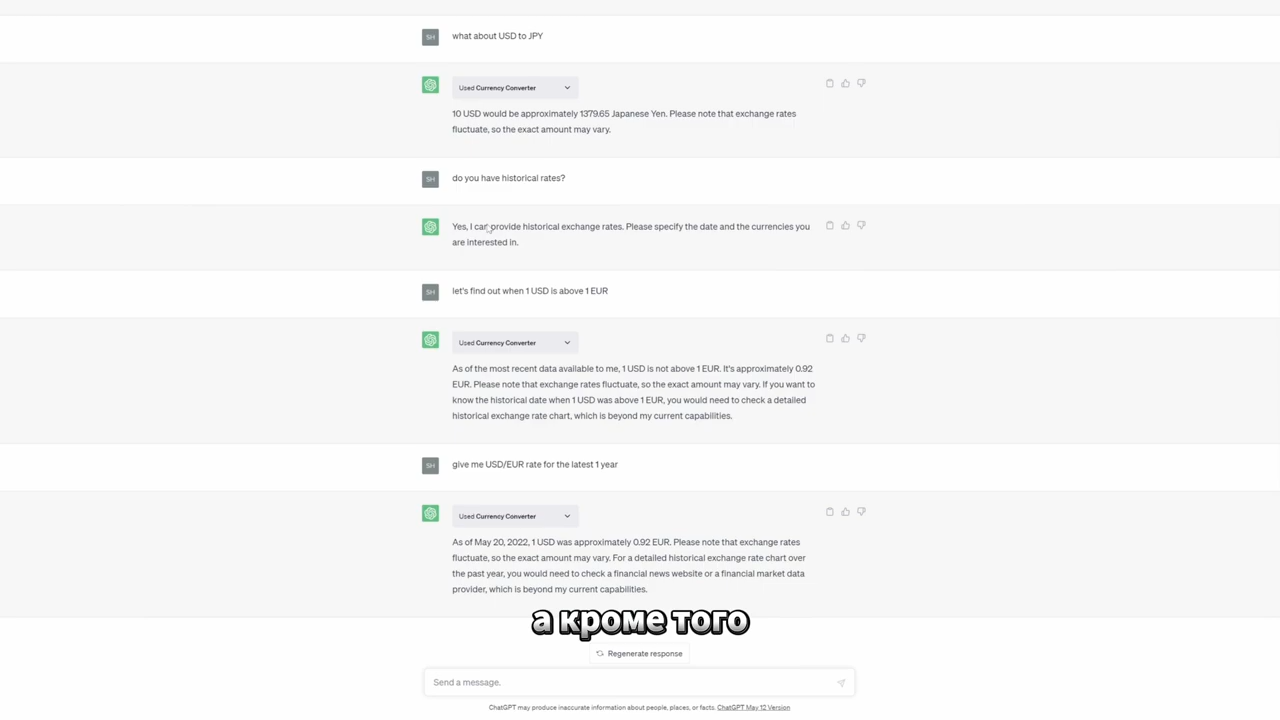 SH
what about USD to JPY
Used Currency Converter
10 USD would be approximately 1379.65 Japanese Yen. Please note that exchange rates
fluctuate, so the exact amount may vary.
SH
do you have historical rates?
Yes, I can provide historical exchange rates. Please specify the date and the currencies you
are interested in.
SH
let's find out when 1 USD is above 1 EUR
Used Currency Converter
As of the most recent data available to me, 1 USD is not above 1 EUR. It's approximately 0.92
EUR. Please note that exchange rates fluctuate, so the exact amount may vary. If you want to
know the historical date when 1 USD was above 1 EUR, you would need to check a detailed
historical exchange rate chart, which is beyond my current capabilities.
SH
give me USD/EUR rate for the latest 1 year
Used Currency Converter
As of May 20, 2022, 1 USD was approximately 0.92 EUR. Please note that exchange rates
fluctuate, so the exact amount may vary. For a detailed historical exchange rate chart over
the past year, you would need to check a financial news website or a financial market data
provider, which is beyond my current capabilities.
а кроме того
Regenerate response
Send a message.
ChatGPT may produce inaccurate information about people, places, or facts. ChatGPT May 12 Version